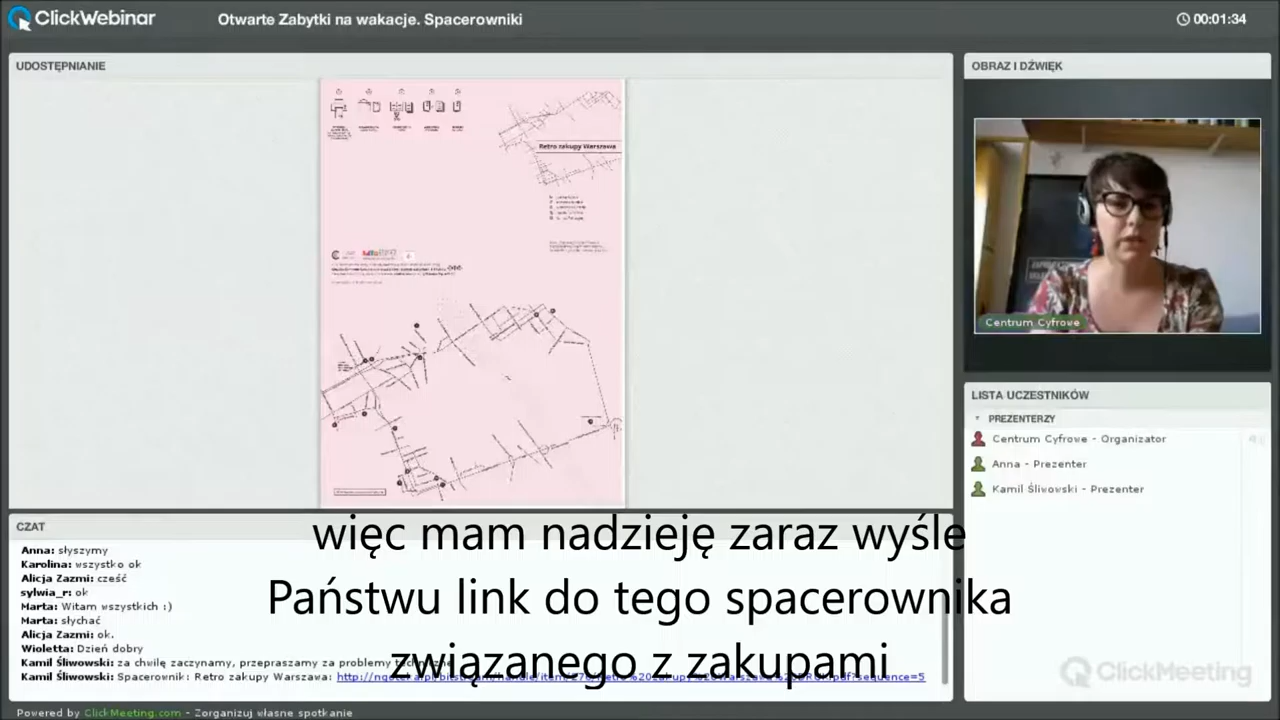 ClickWebinar
Otwarte Zabytki na wakacje. Spacerowniki
00:01:34
UDOSTĘPNIANIE
Retro zakupy Warszawa
OBRAZ I DŹWIĘK
Centrum Cyfrowe
LISTA UCZESTNIKÓW
PREZENTERZY
Centrum Cyfrowe - Organizator
Anna - Prezenter
Kamil Śliwowski - Prezenter
CZAT
Anna: słyszymy
Karolina: wszystko ok
Alicja Zazmi: cześć
sylwia_r: ok
Marta: Witam wszystkich :)
Marta: słychać
Alicja Zazmi: ok.
Wioletta: Dzień dobry
Kamil Śliwowski: za chwilę zaczynamy, przepraszamy za problemy
Kamil Śliwowski: Spacerownik: Retro zakupy Warszawa:
więc mam nadzieję zaraz wyśle
Państwu link do tego spacerownika
związanego z zakupami
ClickMeeting
Powered by ClickMeeting.com - Zorganizuj własne spotkanie